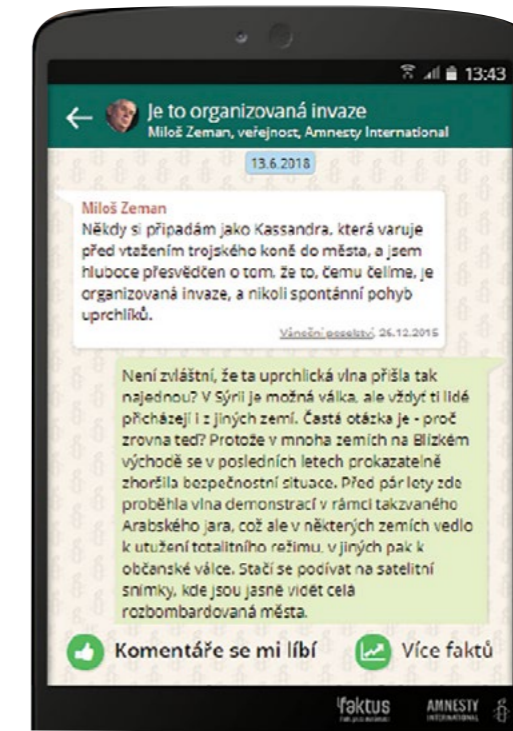 13:43
Je to organizovaná invaze
Miloš Zeman, veřejnost, Amnesty International
13.6.2018
Miloš Zeman
Někdy si připadám jako Kassandra, která varuje
před vtažením trojského koně do města, a jsem
hluboce přesvědčen o tom, že to, čemu čelíme, je
organizovaná invaze, a nikoli spontánní pohyb
uprchlíků.
Vánoční poselství, 26.12.2015
Není zvláštní, že ta uprchlická vlna přišla tak
najednou? V Sýrii je možná válka, ale vždyť ti lidé
přicházejí i z jiných zemí. Častá otázka je - proč
zrovna teď? Protože v mnoha zemích na Blízkém
východě se v posledních letech prokazatelně
zhoršila bezpečnostní situace. Před pár lety zde
proběhla vlna demonstrací v rámci takzvaného
Arabského jara, což ale v některých zemích vedlo
k utužení totalitního režimu, v jiných pak k
občanské válce. Stačí se podívat na satelitní
snímky, kde jsou jasně vidět celá
rozbombardovaná města.
Komentáře se mi líbí
Více faktů
faktus
AMNESTY
INTERNATIONAL